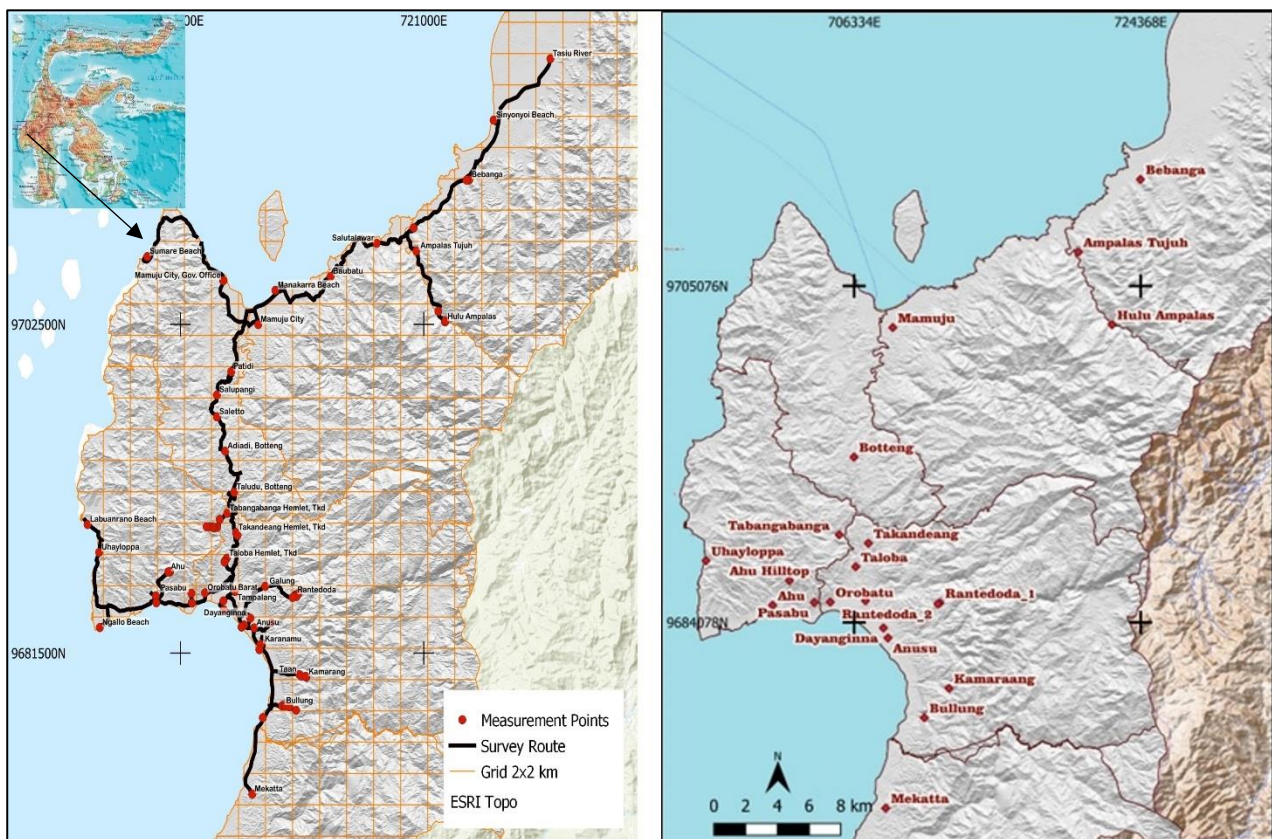 00E
721000E
Tasiu River
Sinyonyoi Beach
Bebanga
Salutalawar
Ampalas Tujuh
Sumare Beach
Mamuju City, Gov. Office
Baubatu
Manakarra Beach
Hulu Ampalas
9702500N
Mamuju City
Patidi
Salupangi
Saletto
Adiadi, Botteng
Taludu, Botteng
Tabangabanga Hemlet, Tkd
Labuanrano Beach
Takandeang Hemlet, Tkd
Uhayloppa
Taloba Hemlet, Tkd
Ahu
Galung
Pasabu
Orobatu Barat
Rantedoda
Tampalang
Dayanginna
Ngallo Beach
Anusu
Karanamu
9681500N
Taan
Kamarang
Bullung
Mekatta
Measurement Points
Survey Route
Grid 2x2 km
ESRI Topo
706334E
724368E
Bebanga
Ampalas Tujuh
9705076N
Mamuju
Hulu Ampalas
Botteng
Tabangabanga
Takandeang
Uhayloppa
Taloba
Ahu Hilltop
Ahu
Orobatu
Rantedoda_1
Pasabu
Rantedoda_2
9684078N
Dayanginna
Anusu
Kamaraang
Bullung
N
Mekatta
0 2 4 6 8 km